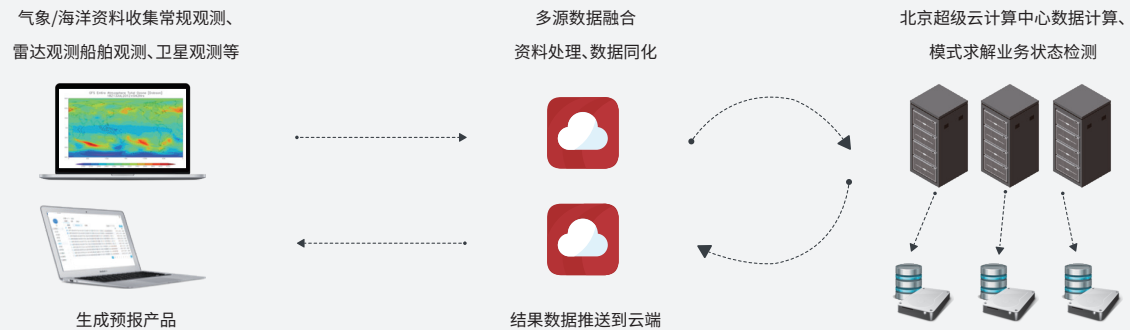 气象/海洋资料收集常规观测、
雷达观测船舶观测、卫星观测等
多源数据融合
资料处理、数据同化
北京超级云计算中心数据计算、
模式求解业务状态检测
生成预报产品
结果数据推送到云端